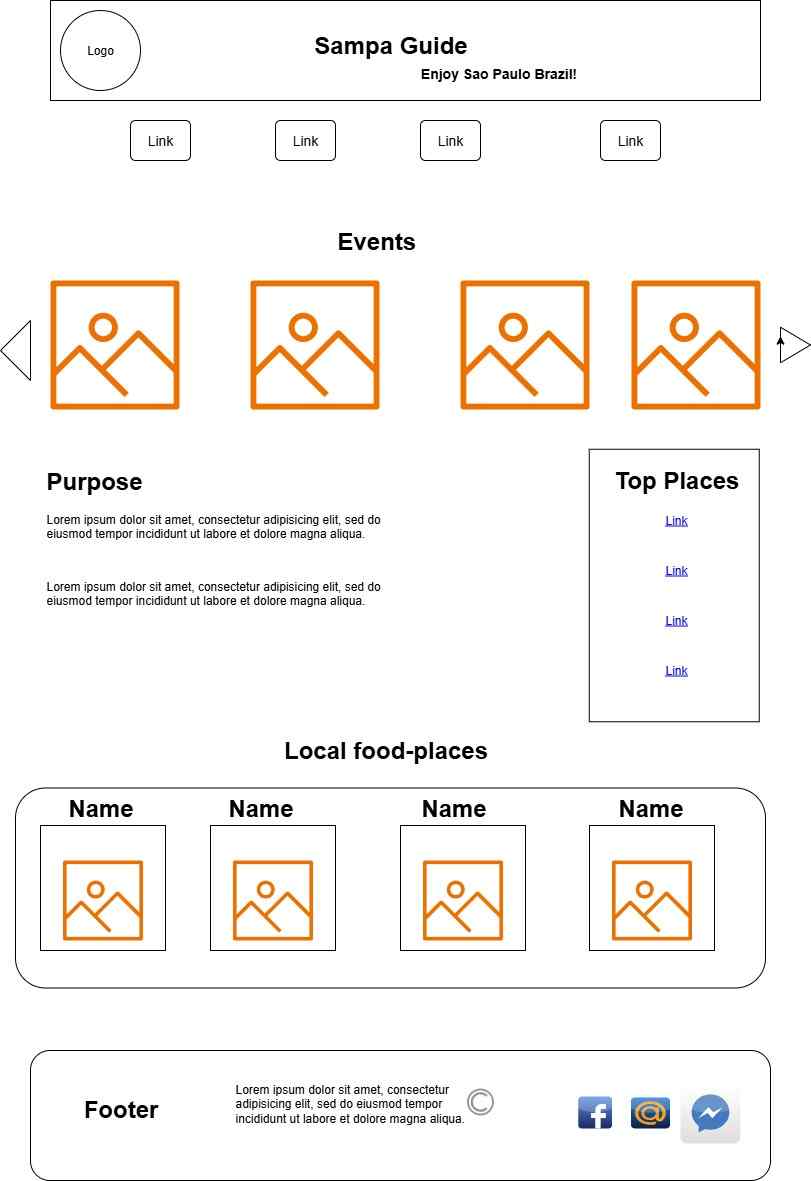 Logo
Sampa Guide
Enjoy Sao Paulo Brazil!
Link
Link
Link
Link
Events
Purpose
Lorem ipsum dolor sit amet, consectetur adipisicing elit, sed do
eiusmod tempor incididunt ut labore et dolore magna aliqua.
Lorem ipsum dolor sit amet, consectetur adipisicing elit, sed do
eiusmod tempor incididunt ut labore et dolore magna aliqua.
Top Places
Link
Link
Link
Link
Local food-places
Name
Name
Name
Name
Footer
Lorem ipsum dolor sit amet, consectetur
adipisicing elit, sed do eiusmod tempor
incididunt ut labore et dolore magna aliqua.
©
f
@